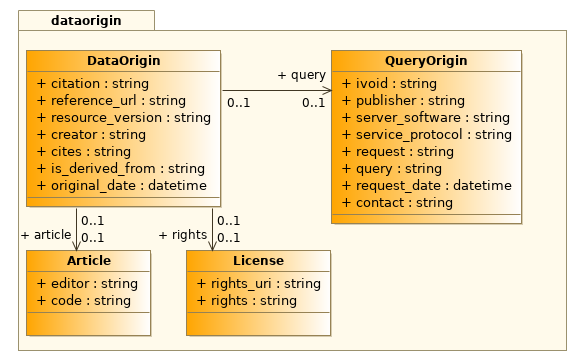 dataorigin
DataOrigin
+ citation : string
+ reference_url : string
+ resource_version : string
+ creator : string
+ cites : string
+ is_derived_from : string
+ original_date : datetime
+ query
0..1
0..1
QueryOrigin
+ ivoid : string
+ publisher : string
+ server_software : string
+ service_protocol : string
+ request : string
+ query : string
+ request_date : datetime
+ contact : string
0..1
+ article
0..1
0..1
+ rights
0..1
Article
+ editor : string
+ code : string
License
+ rights_uri : string
+ rights : string